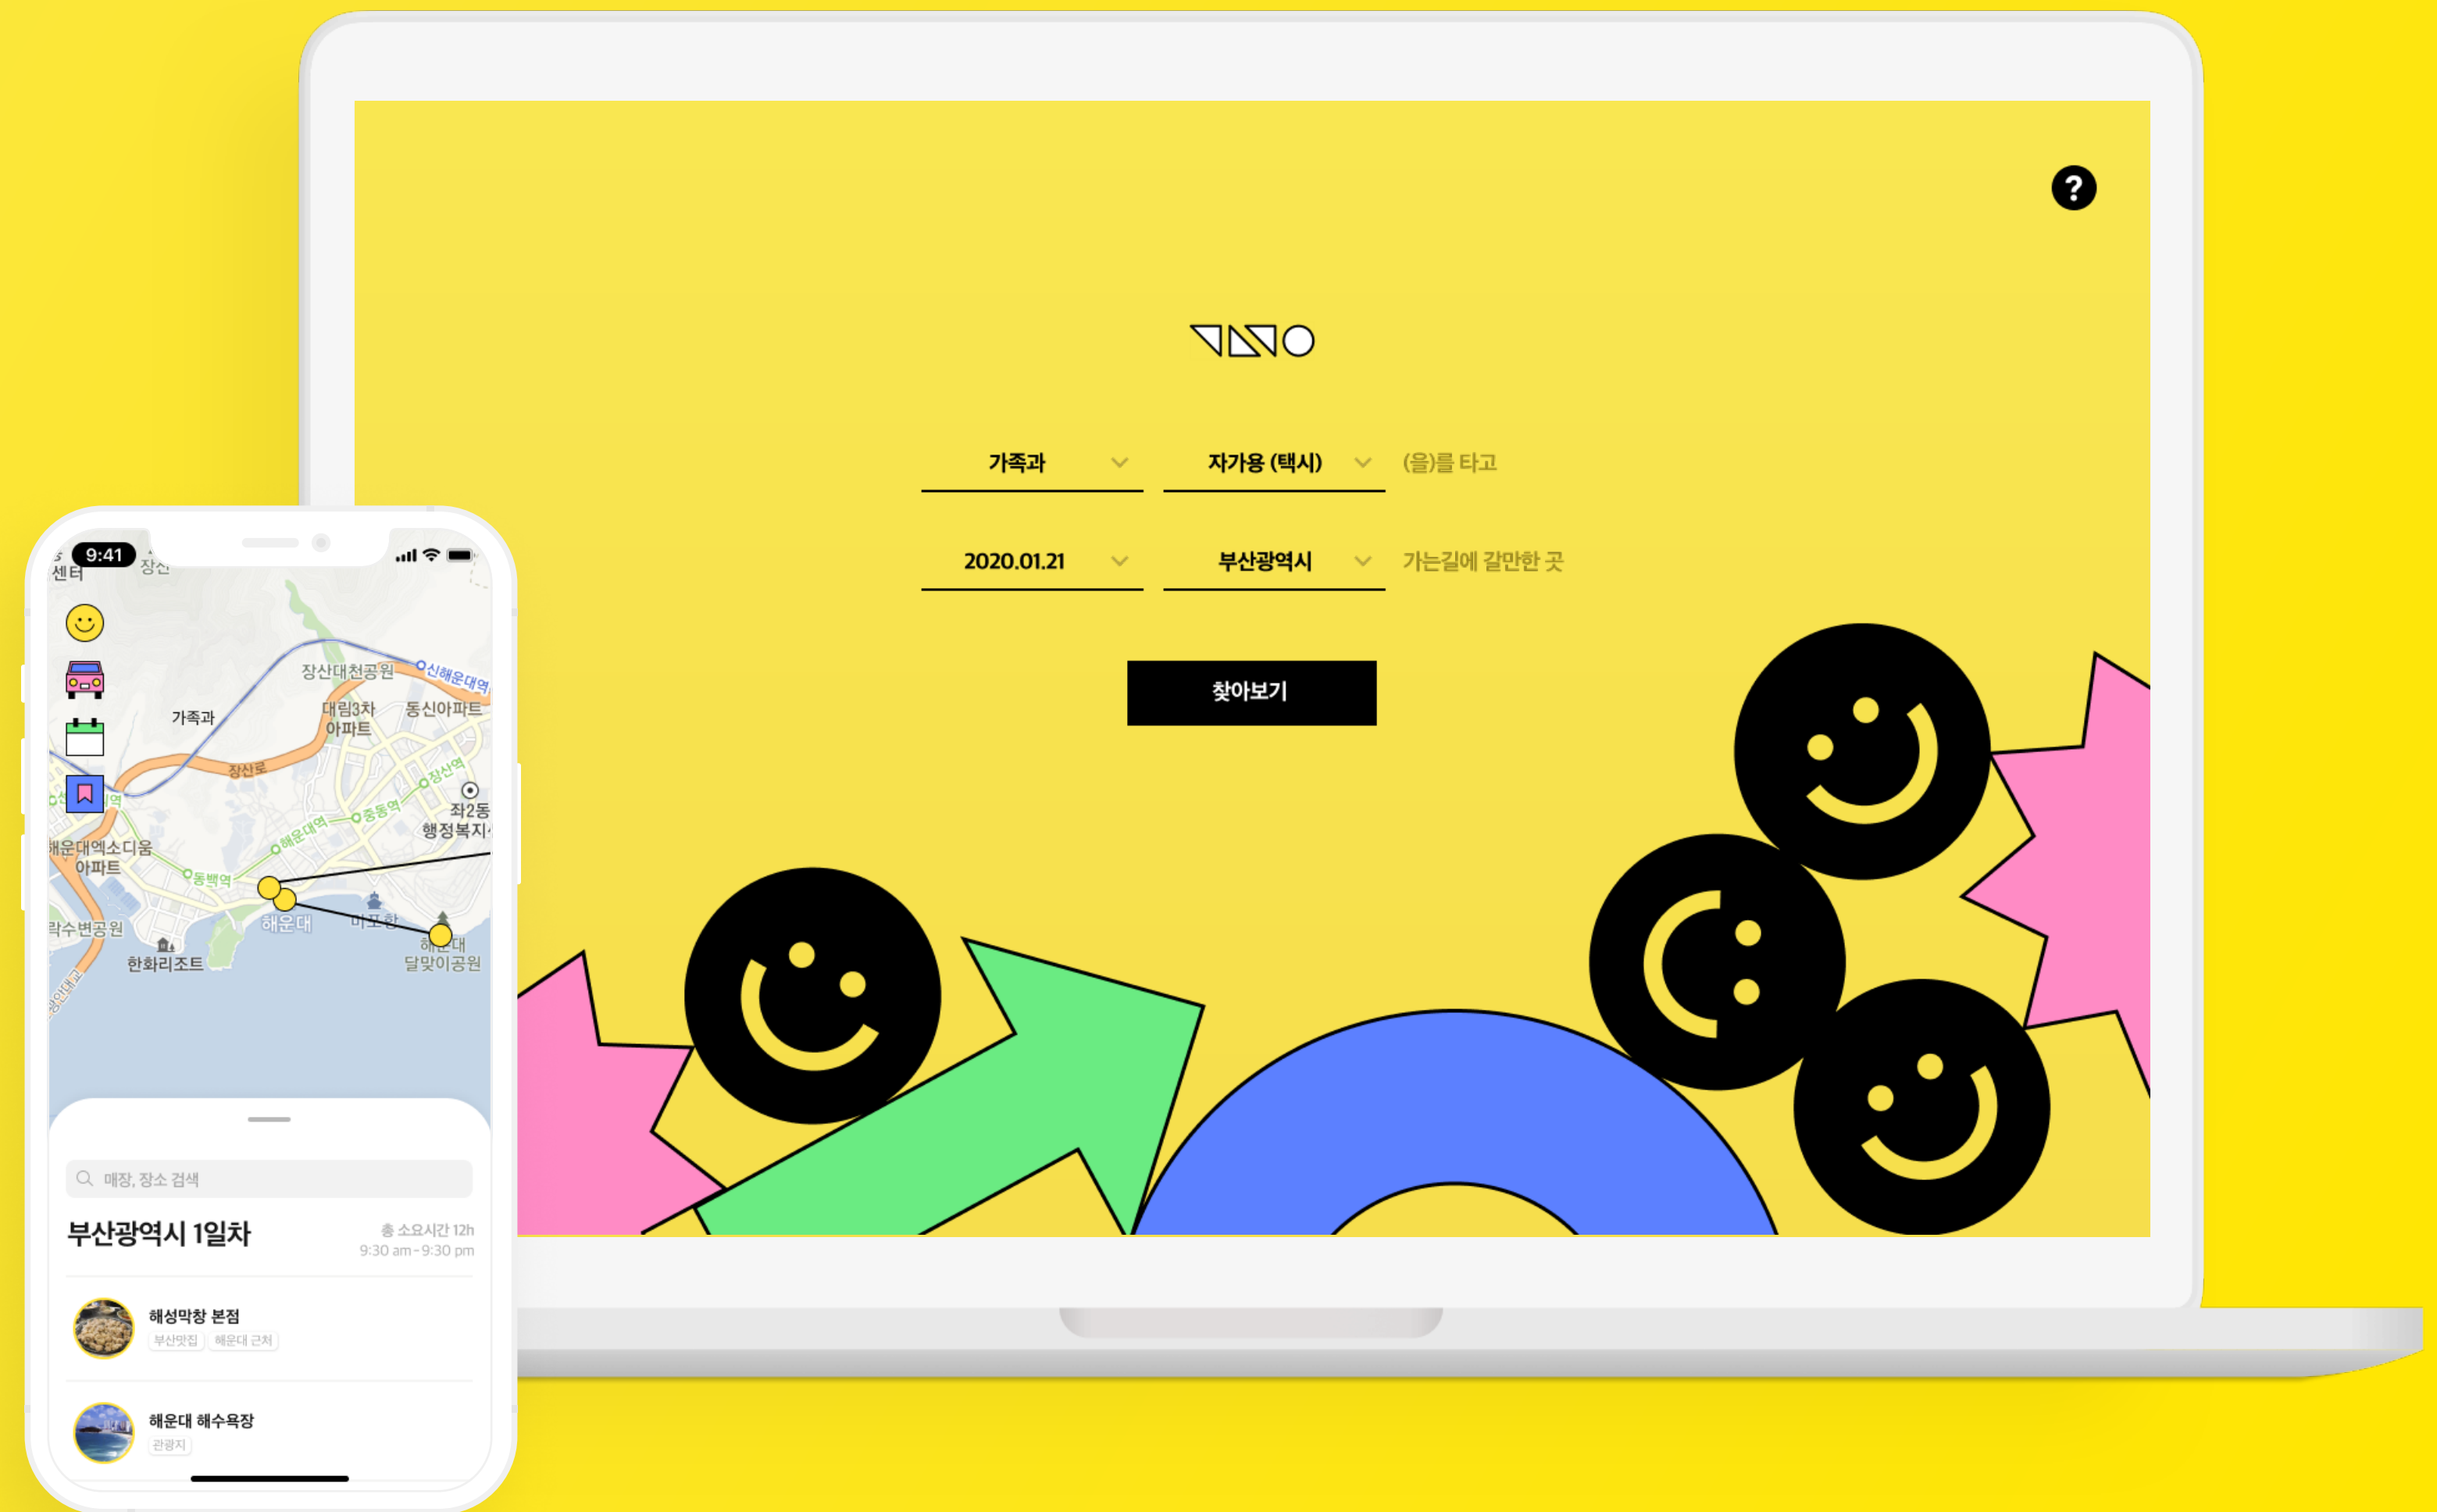 ?
가족과 자가용 (택시) (을)를 타고
2020.01.21 부산광역시 가는길에 갈만한 곳
찾아보기
9:41
센터
장산
장산대천공원
신해운대역
가족과
대림3차
아파트
동신아파트
장산로
장산역
좌2동
행정복지
중동역
해운대역
해운대엑소디움
아파트
동백역
해운대
미포항
락수변공원
한화리조트
해운대
달맞이공원
광안대교
매장, 장소 검색
부산광역시 1일차
총 소요시간 12h
9:30 am - 9:30 pm
해성막창 본점
부산맛집 해운대 근처
해운대 해수욕장
관광지